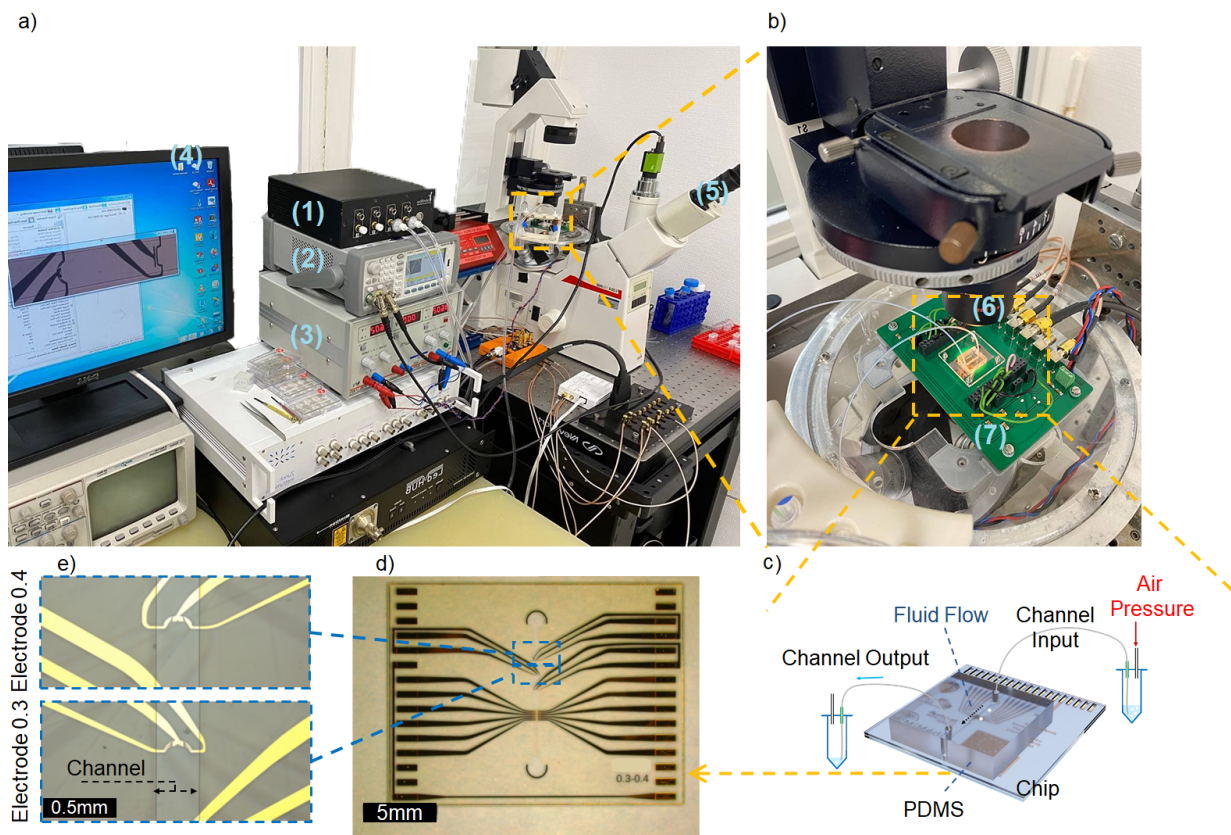 a)
b)
(4)
(1)
(2)
(3)
(5)
(6)
(7)
e)
d)
c)
Electrode 0.3 Electrode 0.4
Channel
0.5mm
0.3-0.4
5mm
Air
Pressure
Fluid Flow
Channel
Input
Channel Output
Chip
PDMS